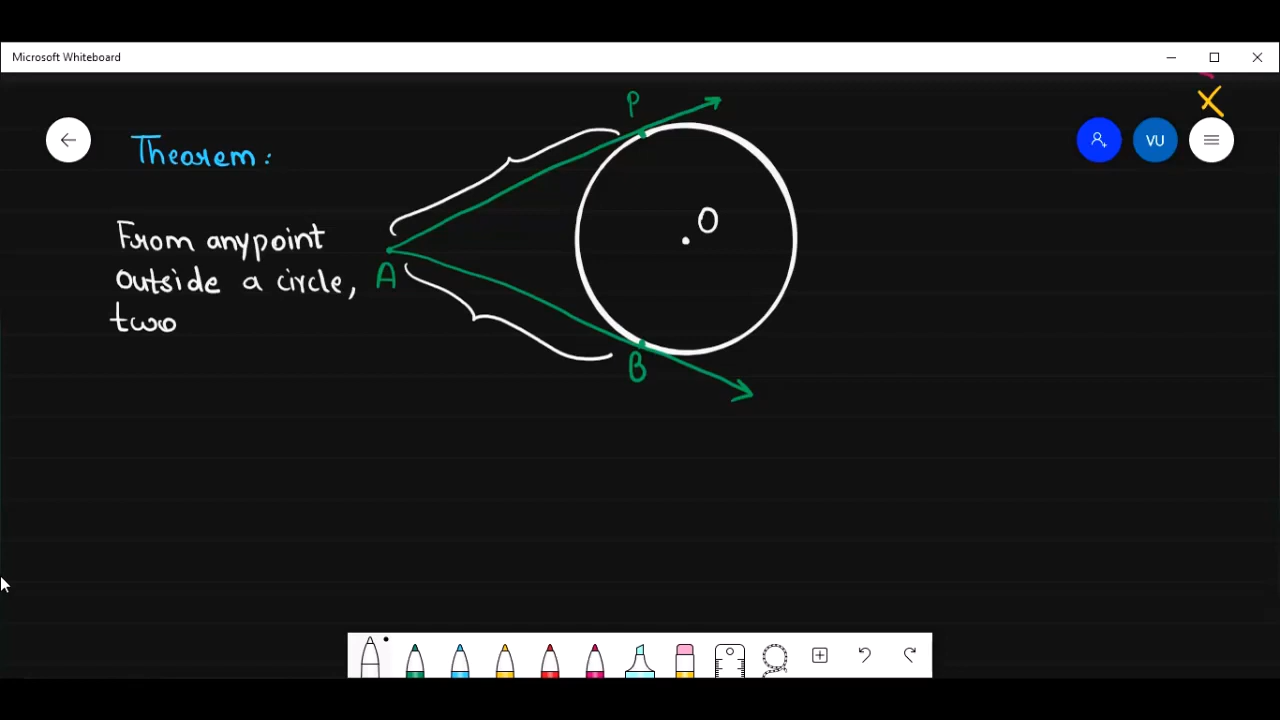 Microsoft Whiteboard
P
X
VU
Theorem:
O
From anypoint
A
outside a circle,
two
B